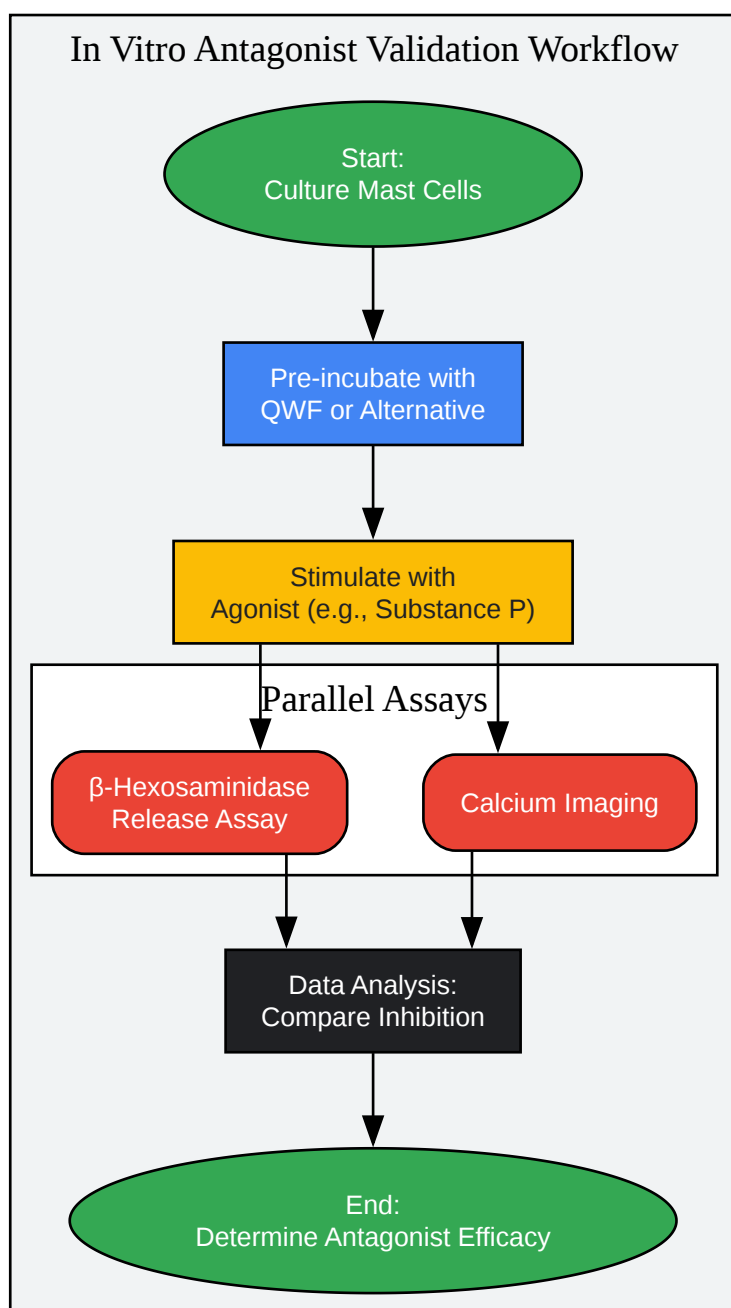 In Vitro Antagonist Validation Workflow
Start:
Culture Mast Cells
Pre-incubate with
QWF or Alternative
Stimulate with
Agonist (e.g., Substance P)
Parallel Assays
β-Hexosaminidase
Release Assay
Calcium Imaging
Data Analysis:
Compare Inhibition
End:
Determine Antagonist Efficacy